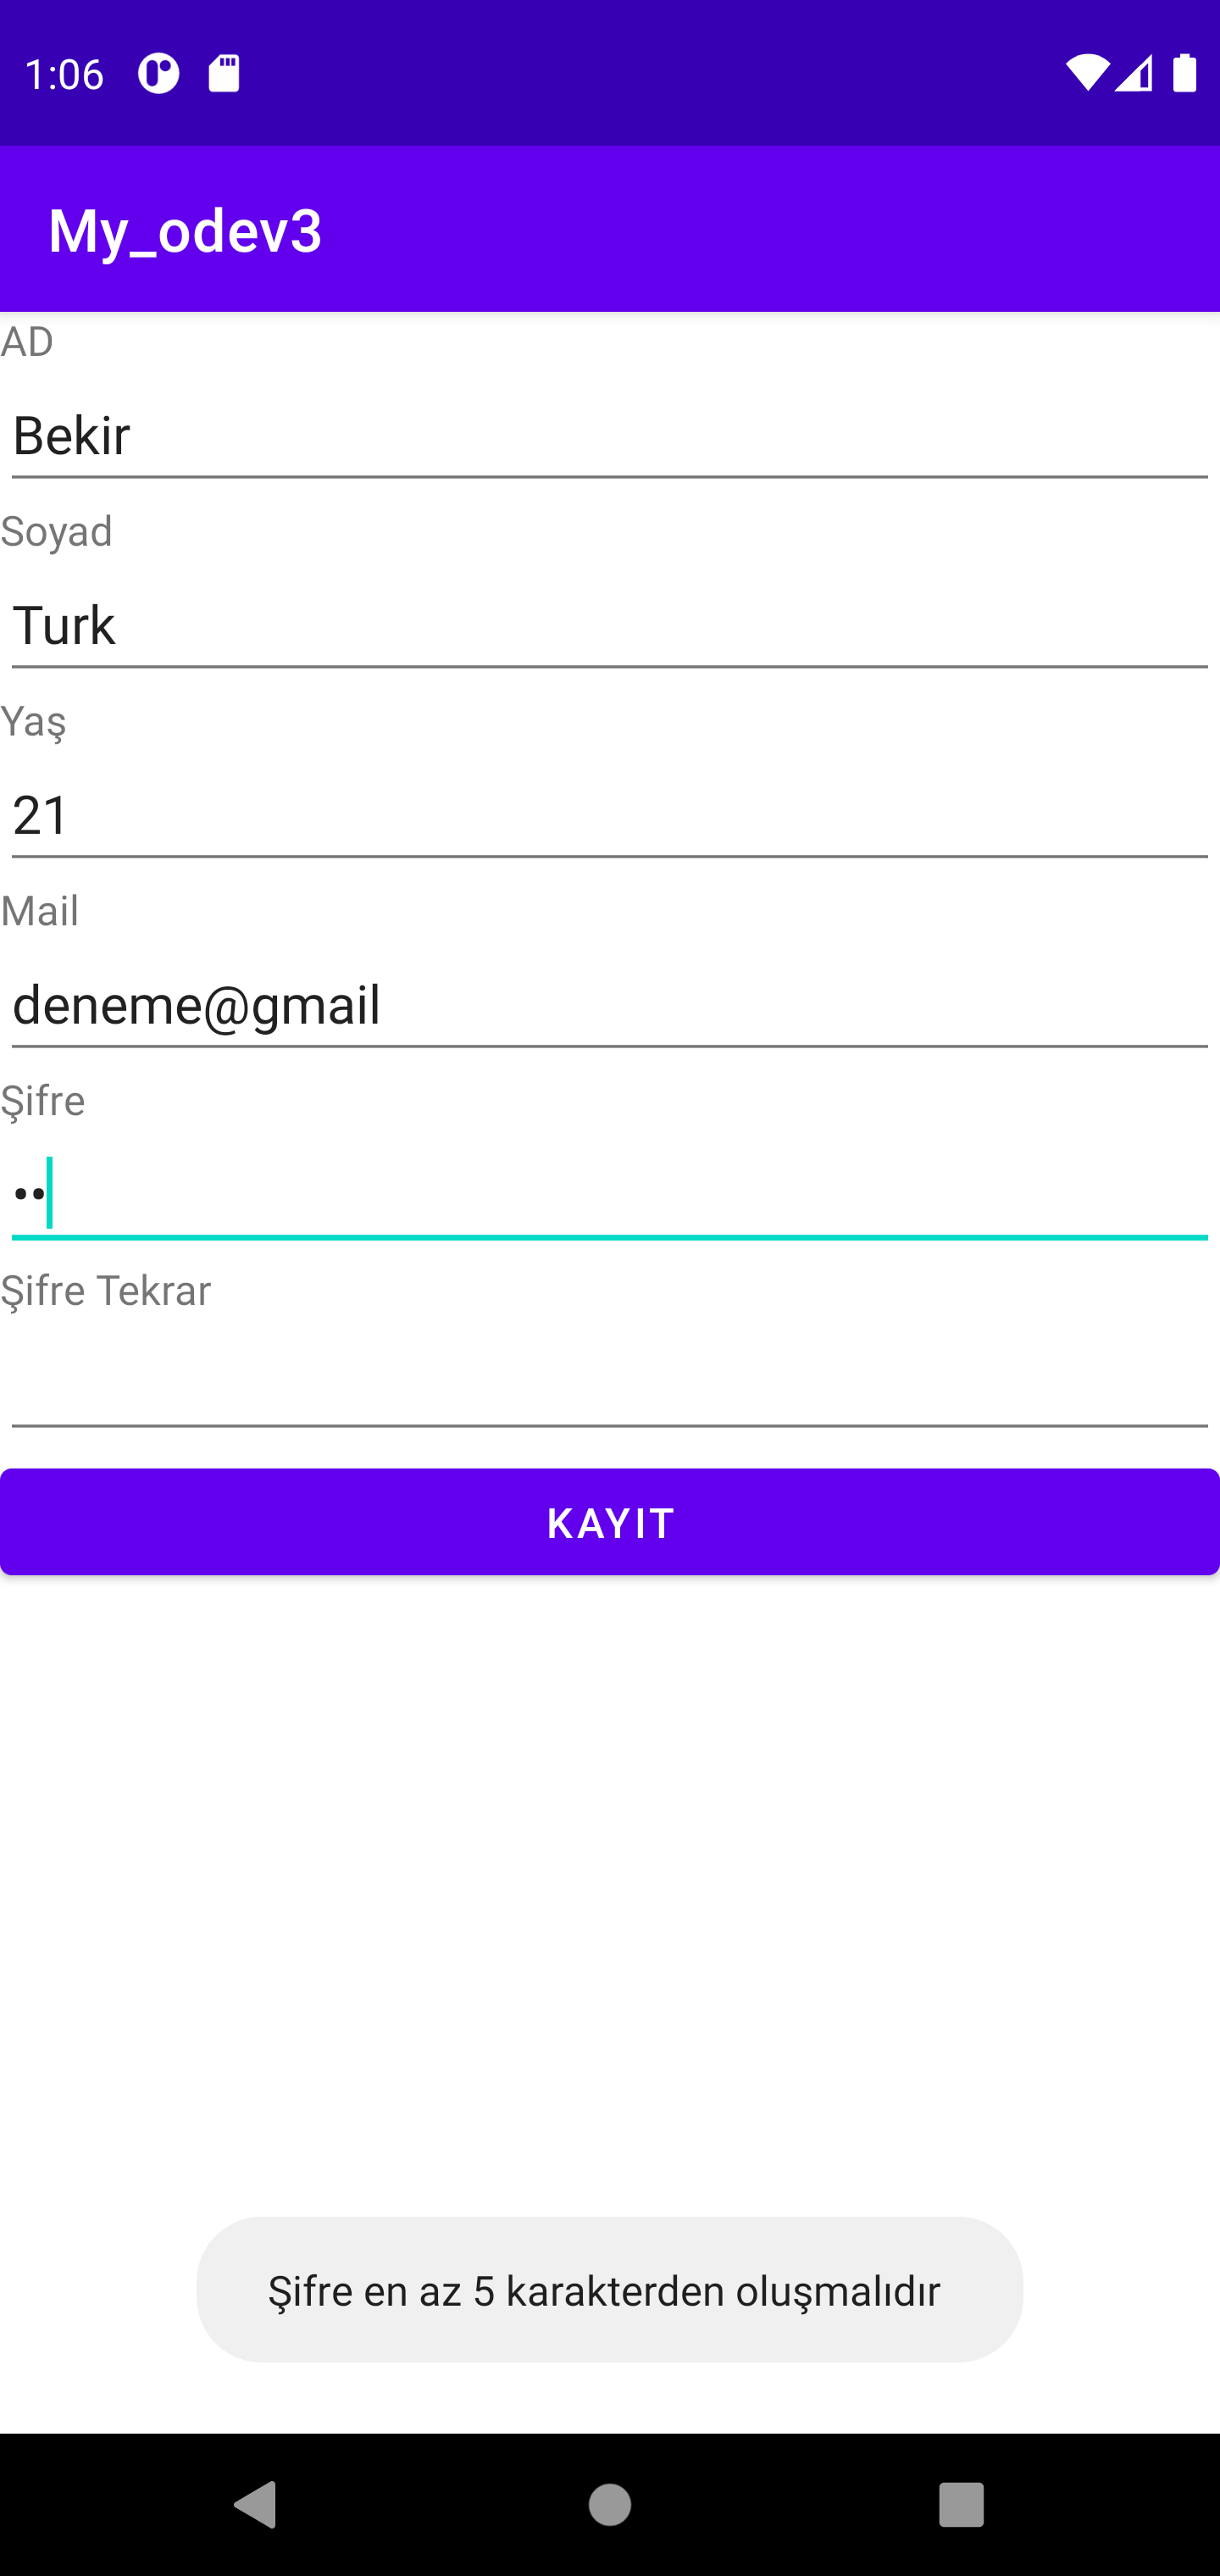 1:06
My_odev3
AD
Bekir
Soyad
Turk
Yaş
21
Mail
deneme@gmail
Şifre
••
Şifre Tekrar
KAYIT
Şifre en az 5 karakterden oluşmalıdır